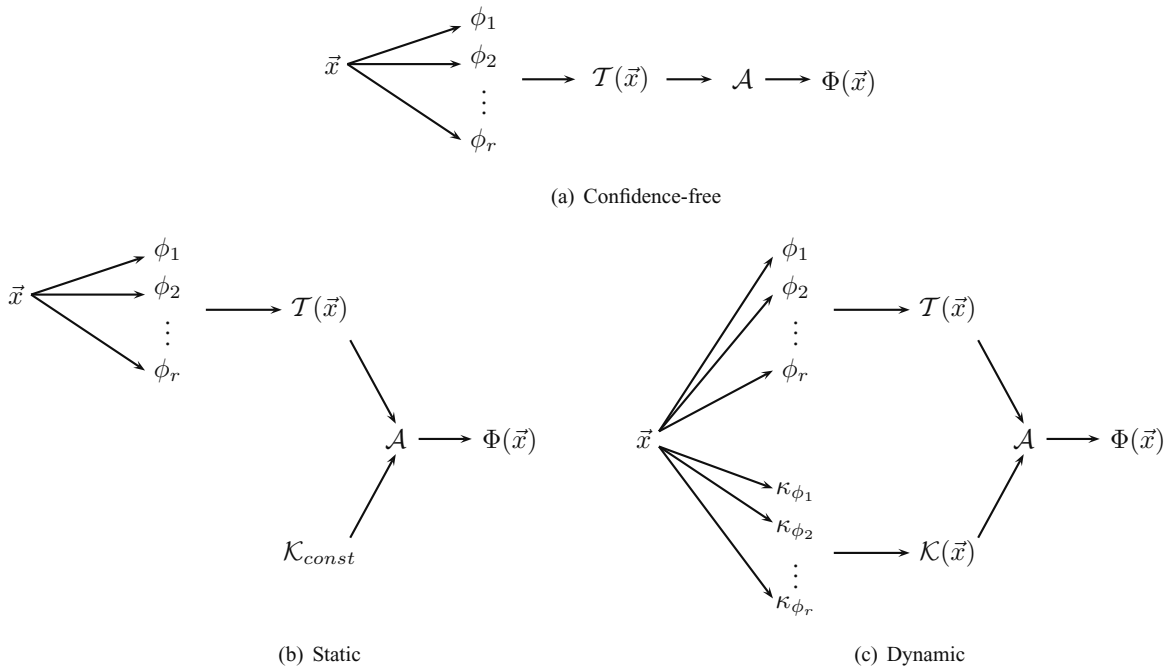 ϕ₁
x⃗ ϕ₂
⋮ 𝒯(x⃗) 𝒜 Φ(x⃗)
ϕᵣ
(a) Confidence-free
ϕ₁
x⃗ ϕ₂
⋮ 𝒯(x⃗)
ϕᵣ
𝒜 Φ(x⃗)
𝒦const
(b) Static
ϕ₁
ϕ₂
⋮ 𝒯(x⃗)
ϕᵣ
x⃗ 𝒜 Φ(x⃗)
κϕ₁
κϕ₂
⋮ 𝒦(x⃗)
κϕᵣ
(c) Dynamic